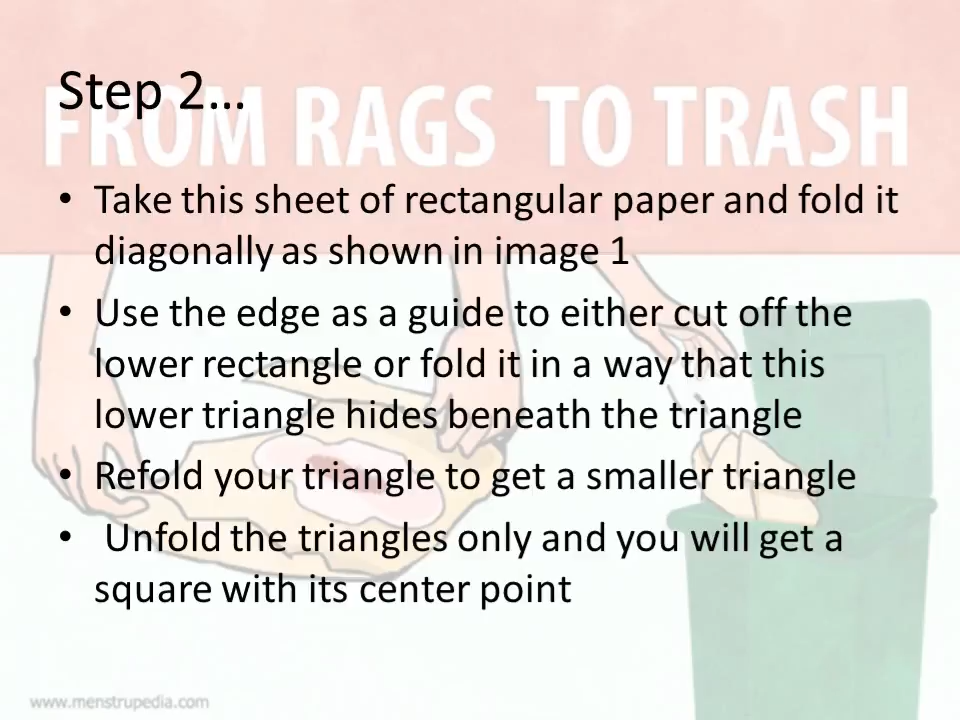 Step 2…
FROM RAGS TO TRASH
• Take this sheet of rectangular paper and fold it
diagonally as shown in image 1
• Use the edge as a guide to either cut off the
lower rectangle or fold it in a way that this
lower triangle hides beneath the triangle
• Refold your triangle to get a smaller triangle
• Unfold the triangles only and you will get a
square with its center point
www.menstrupedia.com